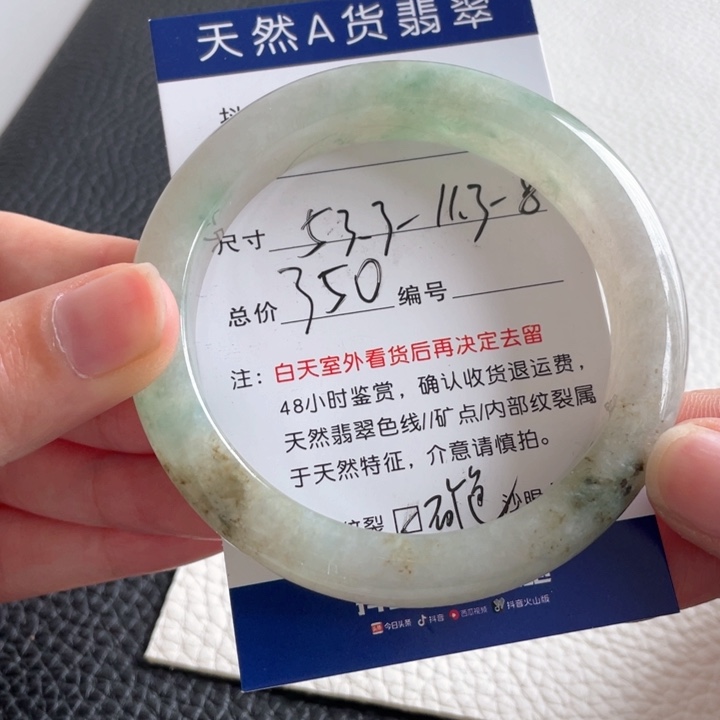 天然A货翡翠
尺寸 53.3-11.3-8
总价 350 编号
注：白天室外看货后再决定去留
48小时鉴赏，确认收货退运费，
天然翡翠色线//矿点/内部纹裂属
于天然特征，介意请慎拍。
纹裂 ☑
今日头条 抖音 西瓜视频 抖音火山版